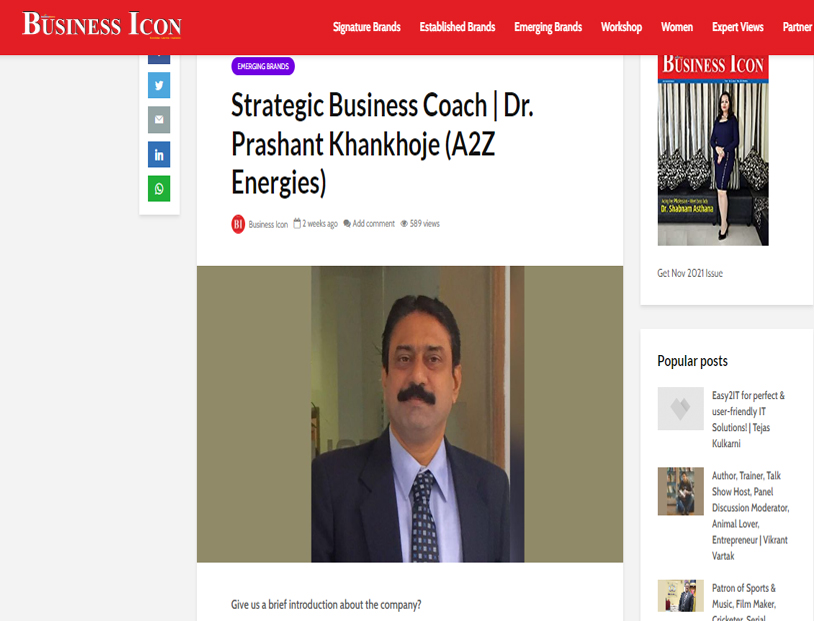 BUSINESS ICON
Signature Brands Established Brands Emerging Brands Workshop Women Expert Views Partner
EMERGING BRANDS
Strategic Business Coach | Dr.
Prashant Khankhoje (A2Z
Energies)
BI Business Icon 2 weeks ago Add comment 589 views
Give us a brief introduction about the company?
BUSINESS ICON
Dr. Shabnam Asthana
Get Nov 2021 Issue
Popular posts
Easy2IT for perfect &
user-friendly IT
Solutions! | Tejas
Kulkarni
Author, Trainer, Talk
Show Host, Panel
Discussion Moderator,
Animal Lover,
Entrepreneur | Vikrant
Vartak
Patron of Sports &
Music, Film Maker,
Cricketer, Serial